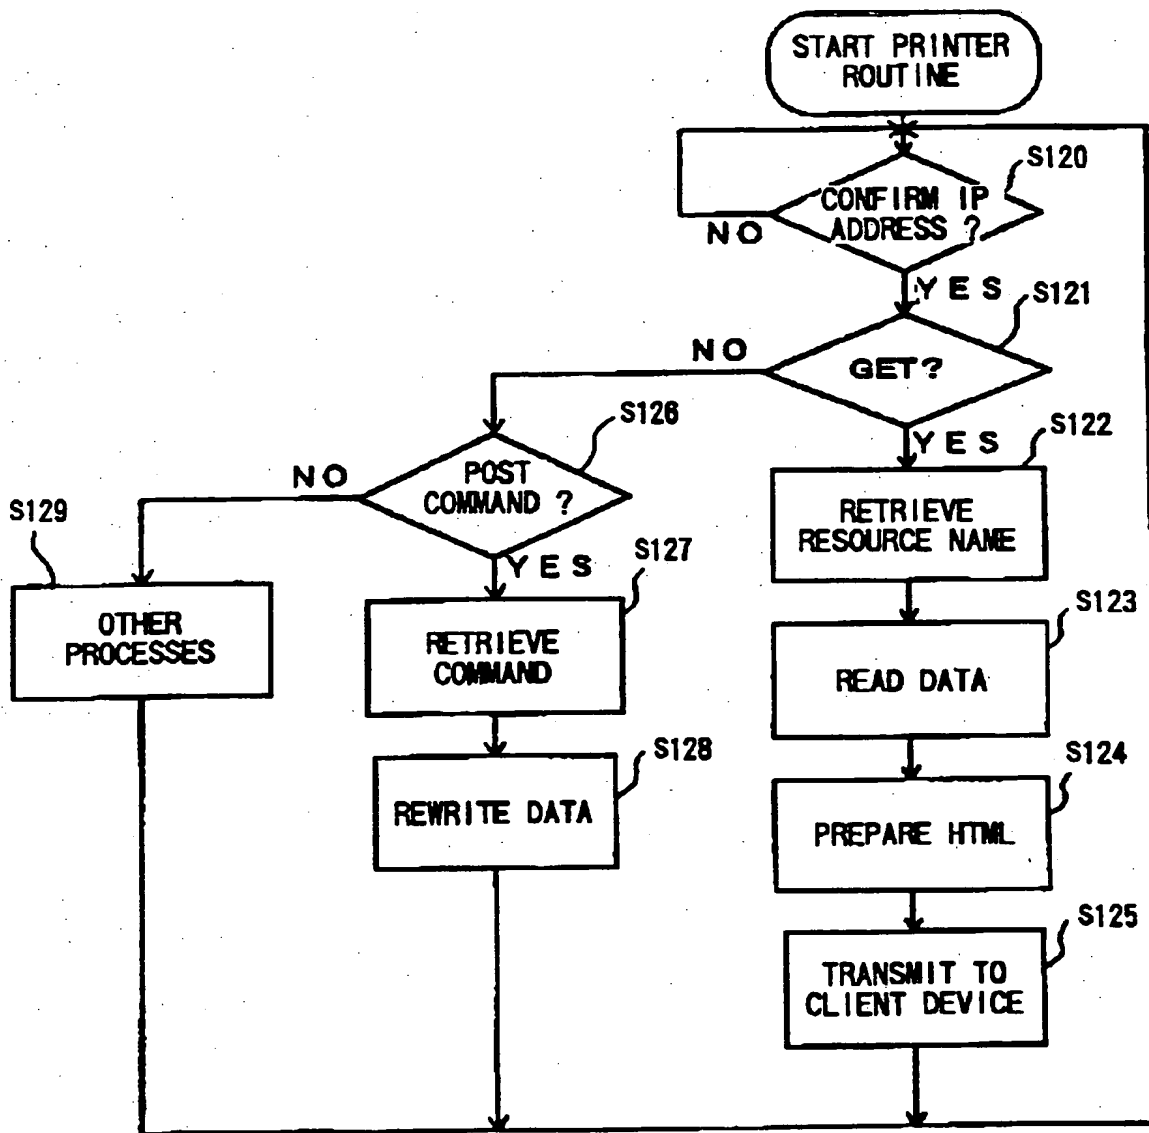 START PRINTER
ROUTINE
S120
CONFIRM IP
ADDRESS ?
NO
YES
S121
GET?
NO
YES
S126
POST
COMMAND ?
NO
YES
S122
RETRIEVE
RESOURCE NAME
S129
OTHER
PROCESSES
S127
RETRIEVE
COMMAND
S123
READ DATA
S128
REWRITE DATA
S124
PREPARE HTML
S125
TRANSMIT TO
CLIENT DEVICE